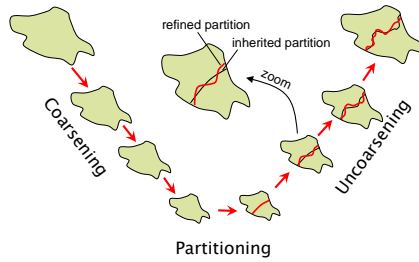 refined partition
inherited partition
zoom
Coarsening
Uncoarsening
Partitioning